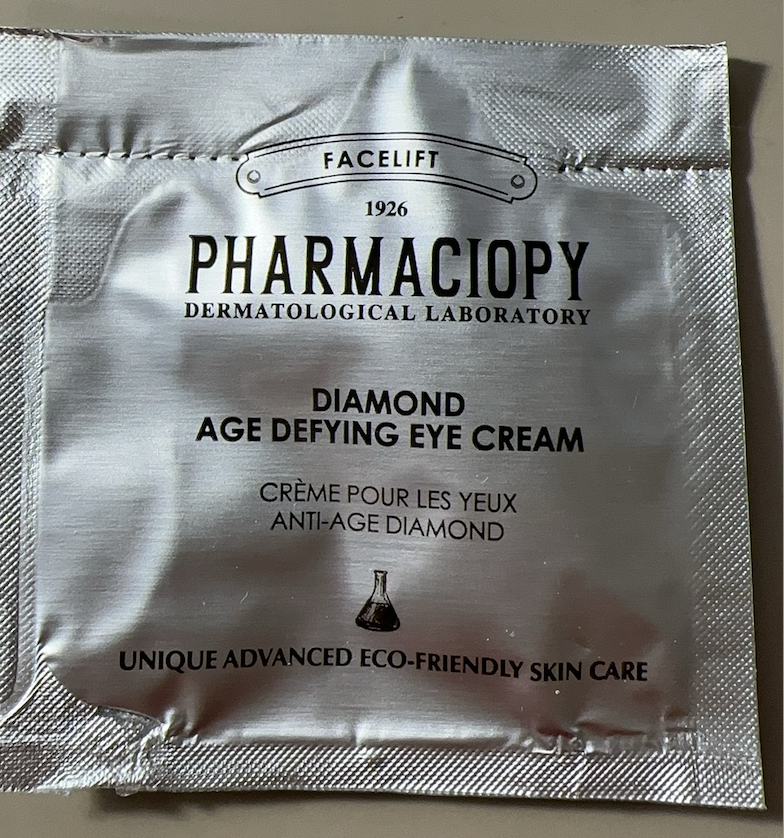 FACELIFT
1926
PHARMACIOPY
DERMATOLOGICAL LABORATORY
DIAMOND
AGE DEFYING EYE CREAM
CRÈME POUR LES YEUX
ANTI-AGE DIAMOND
UNIQUE ADVANCED ECO-FRIENDLY SKIN CARE